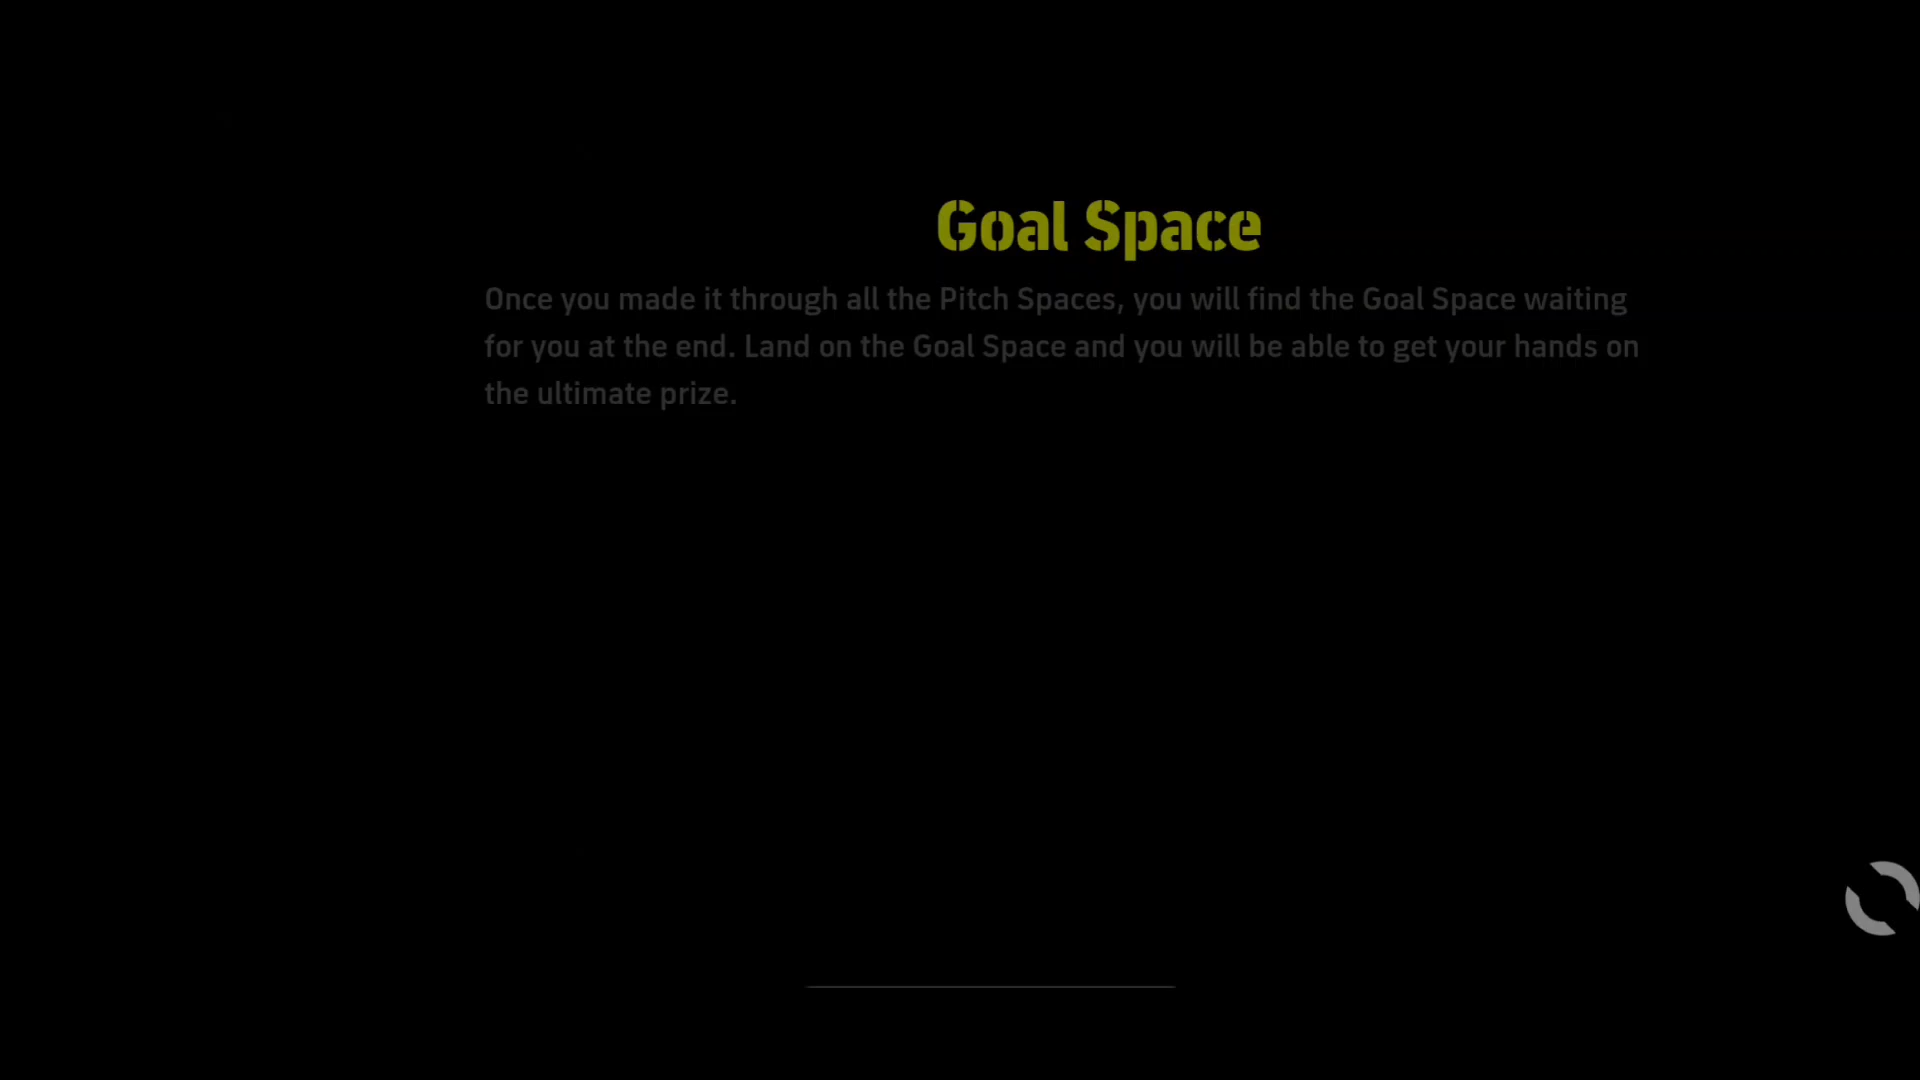 Goal Space
Once you made it through all the Pitch Spaces, you will find the Goal Space waiting
for you at the end. Land on the Goal Space and you will be able to get your hands on
the ultimate prize.